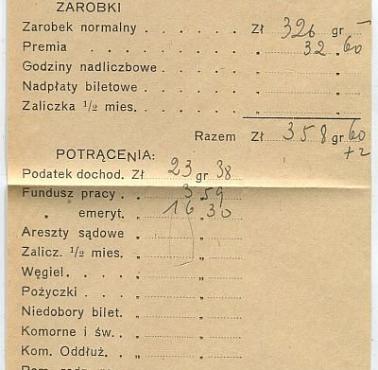 ZAROBKI
Zarobek normalny . . . . . . Zł 326 gr —
Premia . . . . . . . . „ 32 „ 60
Godziny nadliczbowe . . . . . „ „
Nadpłaty biletowe . . . . . . „ „
Zaliczka 1/2 mies. . . . . . „ „
Razem Zł 358 gr 60
+2
POTRĄCENIA:
Podatek dochod. Zł 23 gr 38
Fundusz pracy . „ 3 „ 59
„ emeryt. „ 16 „ 30
Areszty sądowe „ „
Zalicz. 1/2 mies. „ „
Węgiel . . . . „ „
Pożyczki . . . „ „
Niedobory bilet. „ „
Komorne i św. . „ „
Kom. Oddłuż. . „ „